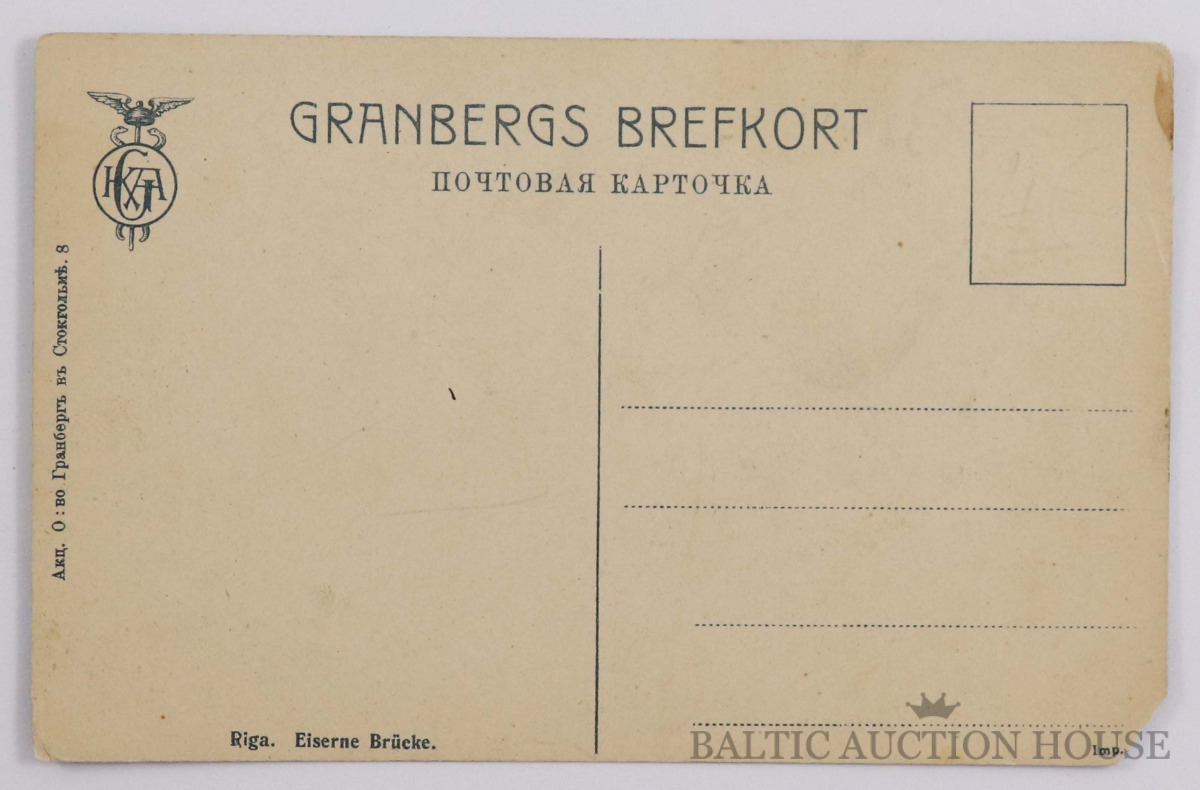 GRANBERGS BREFKORT
ПОЧТОВАЯ КАРТОЧКА
Акц. О:во Гранбергъ въ Стокгольмѣ. 8
Riga. Eiserne Brücke.
Imp.
BALTIC AUCTION HOUSE